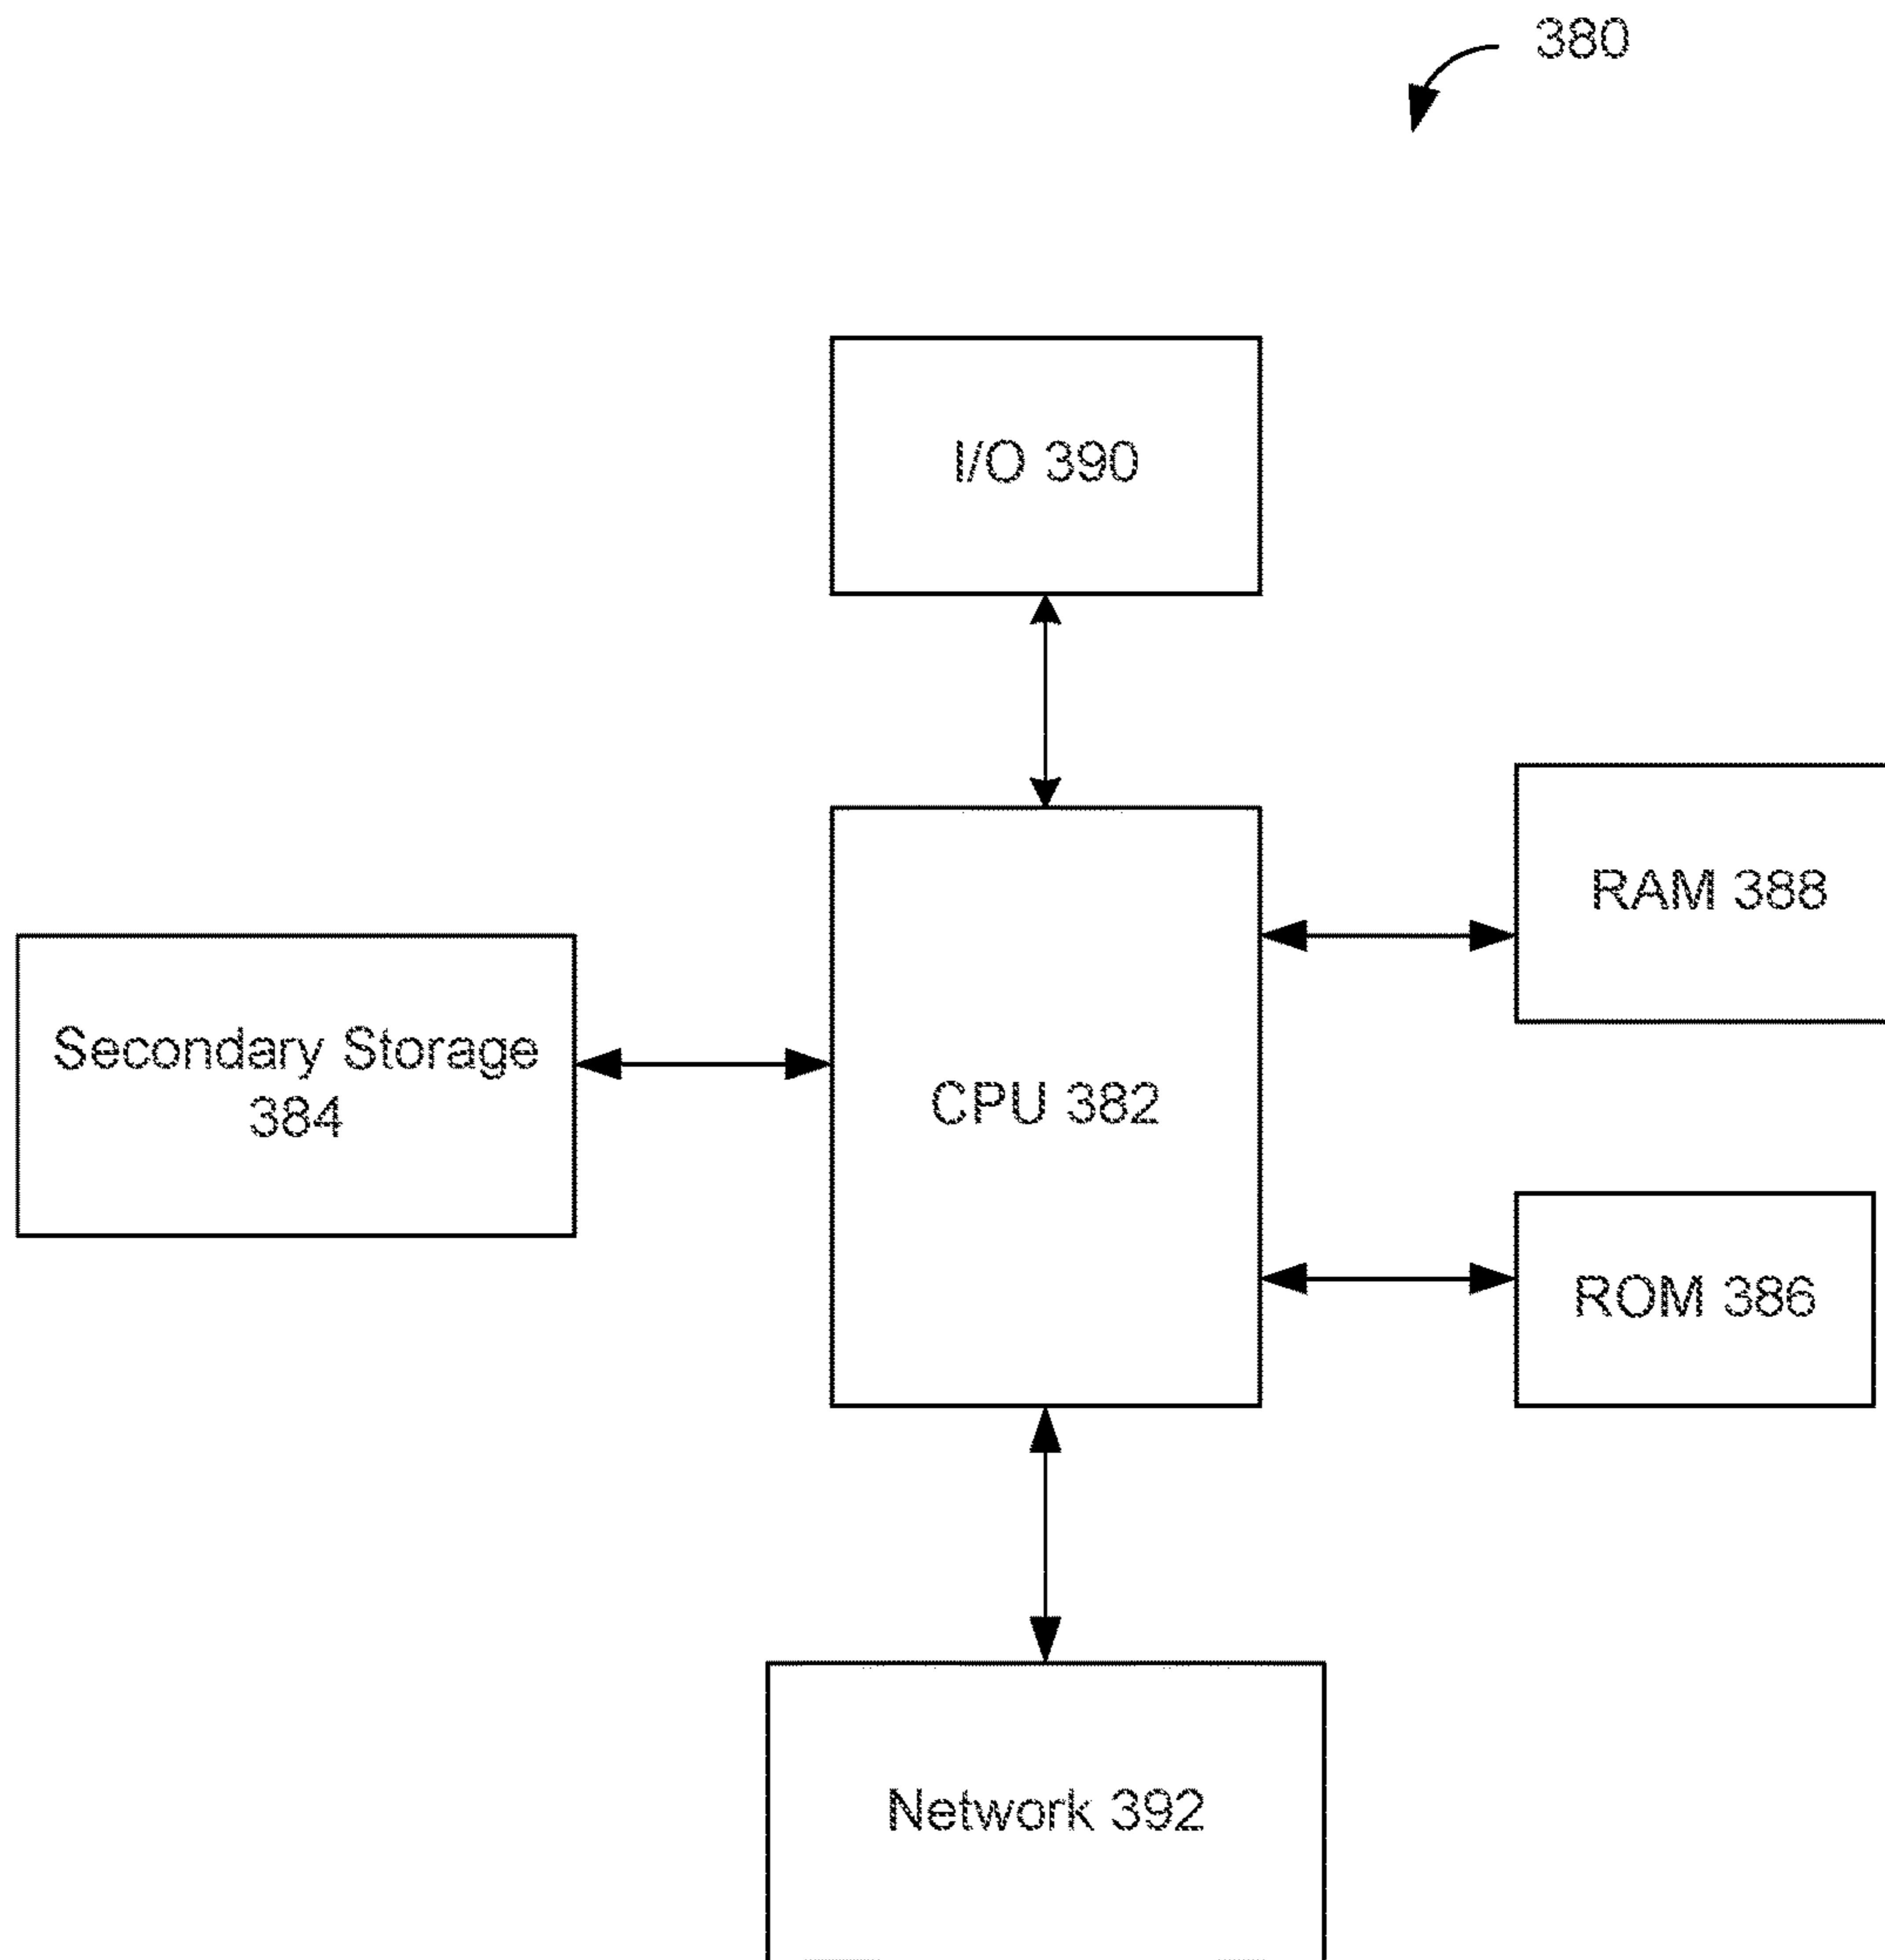 380
I/O 390
RAM 388
Secondary Storage
384
CPU 382
ROM 386
Network 392